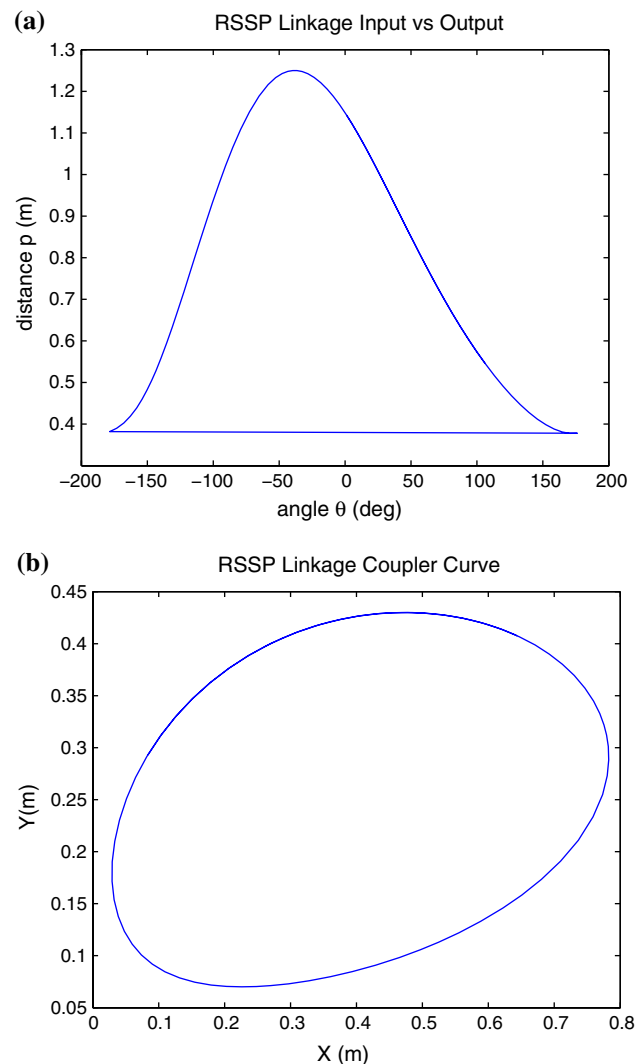 (a)
RSSP Linkage Input vs Output
1.3
1.2
1.1
1
0.9
0.8
0.7
0.6
0.5
0.4
distance p (m)
−200 −150 −100 −50 0 50 100 150 200
angle θ (deg)
(b)
RSSP Linkage Coupler Curve
0.45
0.4
0.35
0.3
0.25
0.2
0.15
0.1
0.05
Y(m)
0 0.1 0.2 0.3 0.4 0.5 0.6 0.7 0.8
X (m)